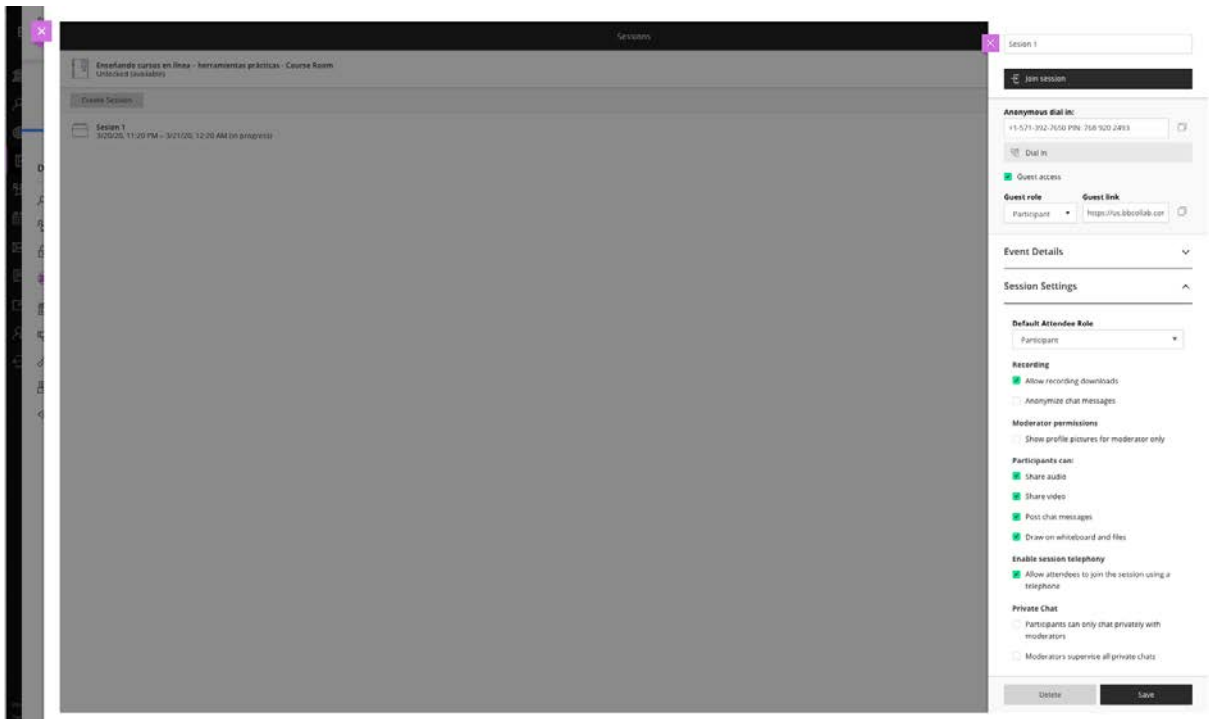 Sessions
Enseñando cursos en línea - herramientas prácticas - Course Room
Unlocked (available)
Create Session
Sesion 1
3/20/20, 11:20 PM – 3/21/20, 12:20 AM (in progress)
Sesion 1
Join session
Anonymous dial in:
+1-571-392-7650 PIN: 768 920 2493
Dial in
Guest access
Guest role
Guest link
Participant
https://us.bbcollab.cor
Event Details
Session Settings
Default Attendee Role
Participant
Recording
Allow recording downloads
Anonymize chat messages
Moderator permissions
Show profile pictures for moderator only
Participants can:
Share audio
Share video
Post chat messages
Draw on whiteboard and files
Enable session telephony
Allow attendees to join the session using a
telephone
Private Chat
Participants can only chat privately with
moderators
Moderators supervise all private chats
Delete
Save